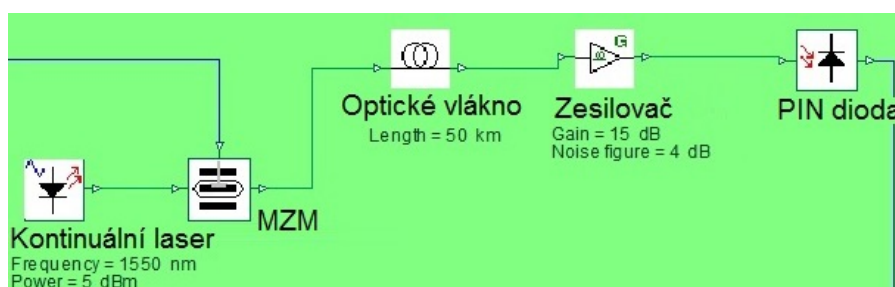 G
Optické vlákno
Length = 50 km
Zesilovač
Gain = 15 dB
Noise figure = 4 dB
PIN dioda
MZM
Kontinuální laser
Frequency = 1550 nm
Power = 5 dBm